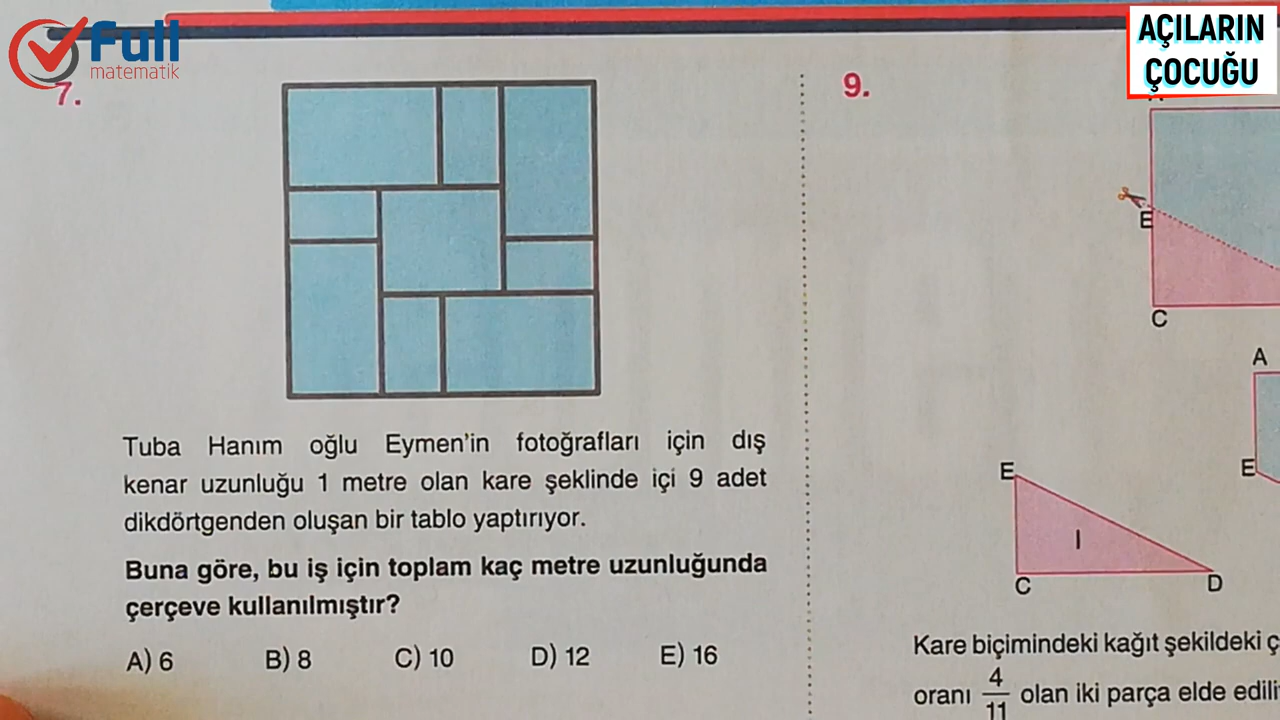 Full
matematik
AÇILARIN
ÇOCUĞU
7.
Tuba Hanım oğlu Eymen'in fotoğrafları için dış
kenar uzunluğu 1 metre olan kare şeklinde içi 9 adet
dikdörtgenden oluşan bir tablo yaptırıyor.
Buna göre, bu iş için toplam kaç metre uzunluğunda
çerçeve kullanılmıştır?
A) 6 B) 8 C) 10 D) 12 E) 16
9.
E
C
A
E
E
I
C
D
Kare biçimindeki kağıt şekildeki ç
oranı 4/11 olan iki parça elde edili